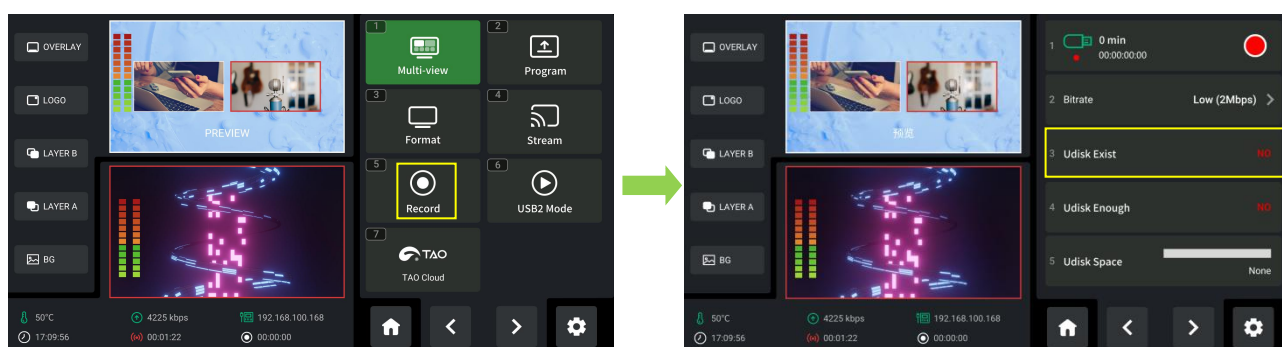 OVERLAY
LOGO
LAYER B
LAYER A
BG
PREVIEW
1
Multi-view
2
Program
3
Format
4
Stream
5
Record
6
USB2 Mode
7
TAO
TAO Cloud
50°C
4225 kbps
192.168.100.168
17:09:56
00:01:22
00:00:00
OVERLAY
LOGO
LAYER B
LAYER A
BG
预览
1
0 min
00:00:00:00
2 Bitrate Low (2Mbps)
3 Udisk Exist NO
4 Udisk Enough NO
5 Udisk Space
None
50°C
4225 kbps
192.168.100.168
17:09:56
00:01:22
00:00:00